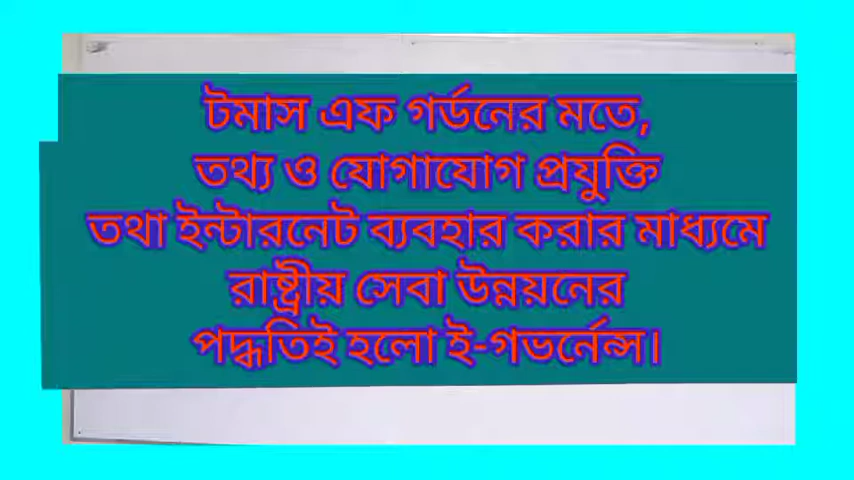 টমাস এফ গর্ডনের মতে,
তথ্য ও যোগাযোগ প্রযুক্তি
তথা ইন্টারনেট ব্যবহার করার মাধ্যমে
রাষ্ট্রীয় সেবা উন্নয়নের
পদ্ধতিই হলো ই-গভর্নেন্স।